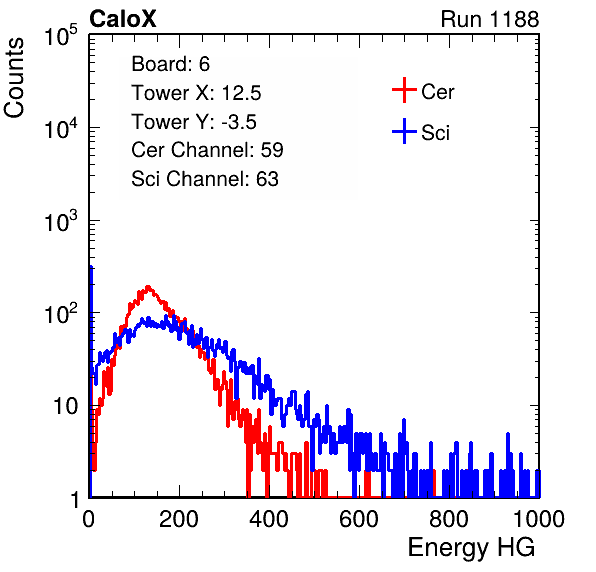 CaloX Run 1188
Counts
10^5
10^4
10^3
10^2
10
1
Board: 6
Tower X: 12.5
Tower Y: -3.5
Cer Channel: 59
Sci Channel: 63
Cer
Sci
0 200 400 600 800 1000
Energy HG